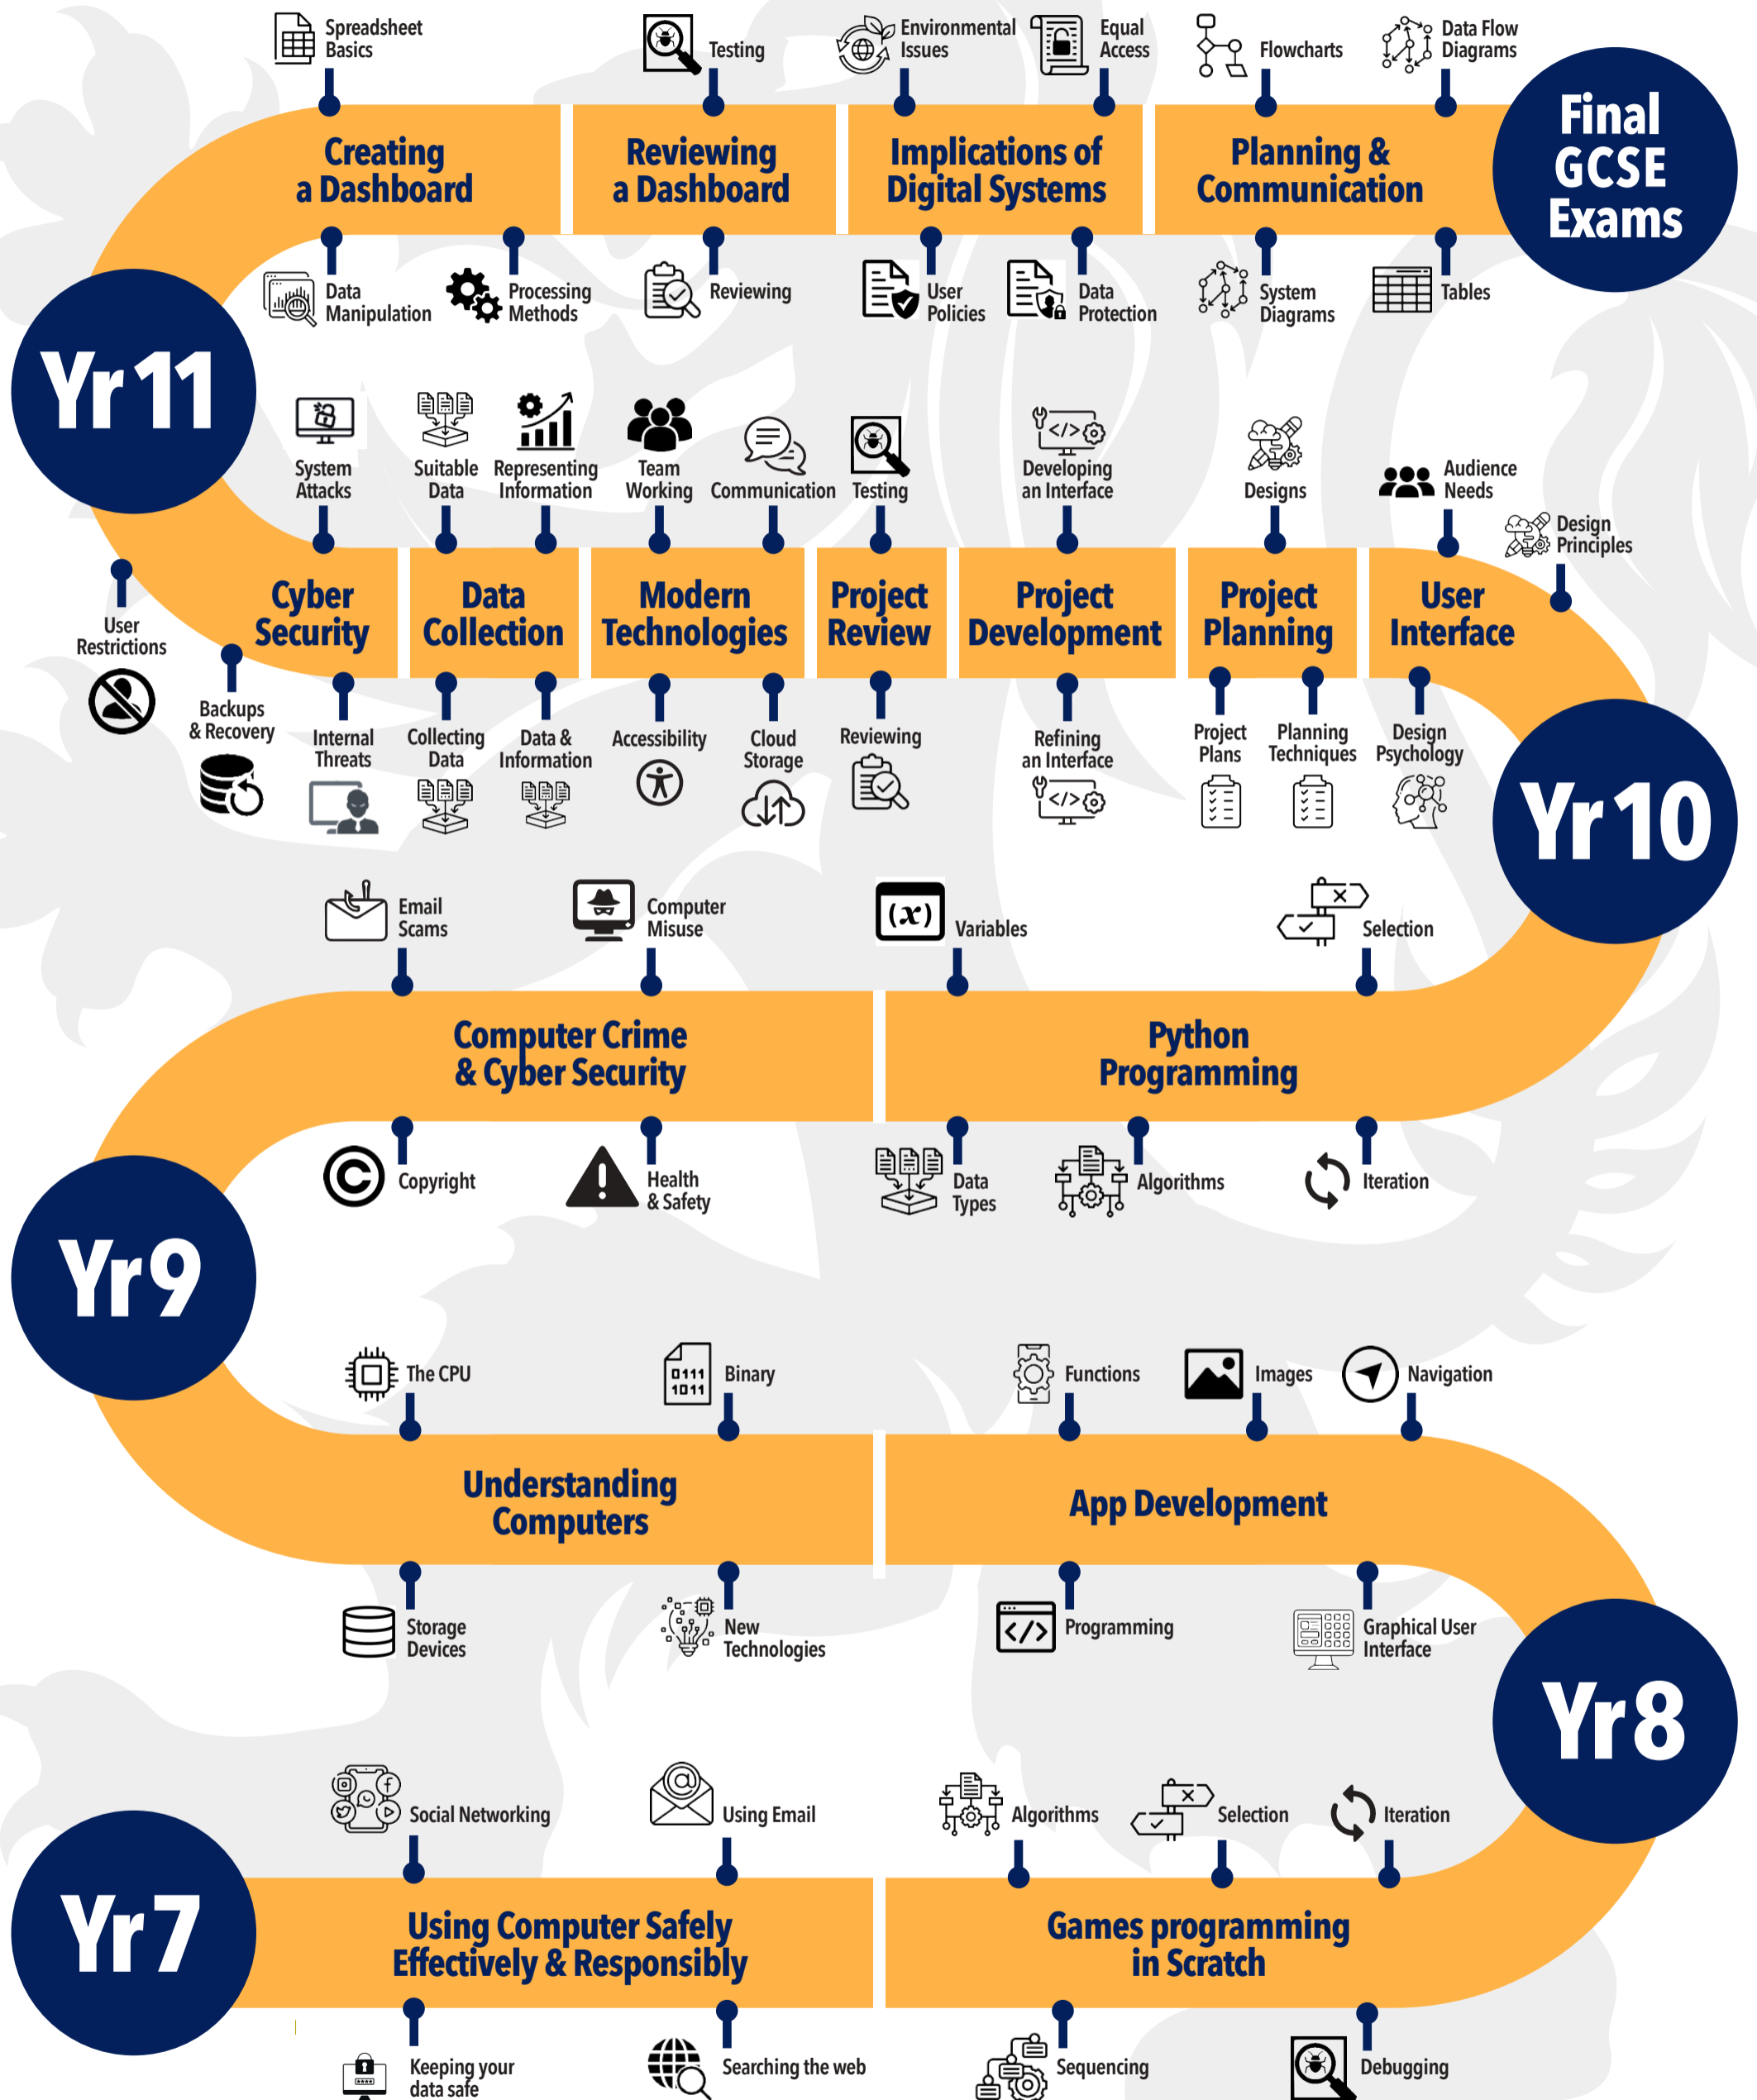 Spreadsheet
Basics
Testing
Environmental
Issues
Equal
Access
Flowcharts
Data Flow
Diagrams
Final
GCSE
Exams
Creating
a Dashboard
Reviewing
a Dashboard
Implications of
Digital Systems
Planning &
Communication
Data
Manipulation
Processing
Methods
Reviewing
User
Policies
Data
Protection
System
Diagrams
Tables
Yr 11
System
Attacks
Suitable
Data
Representing
Information
Team
Working
Communication
Testing
Developing
an Interface
Designs
Audience
Needs
Design
Principles
Cyber
Security
Data
Collection
Modern
Technologies
Project
Review
Project
Development
Project
Planning
User
Interface
User
Restrictions
Backups
& Recovery
Internal
Threats
Collecting
Data
Data &
Information
Accessibility
Cloud
Storage
Reviewing
Refining
an Interface
Project
Plans
Planning
Techniques
Design
Psychology
Yr 10
Email
Scams
Computer
Misuse
(x)
Variables
Selection
Computer Crime
& Cyber Security
Python
Programming
Copyright
Health
& Safety
Data
Types
Algorithms
Iteration
Yr 9
The CPU
0111
1011
Binary
Functions
Images
Navigation
Understanding
Computers
App Development
Storage
Devices
New
Technologies
</>
Programming
Graphical User
Interface
Yr 8
Social Networking
Using Email
Algorithms
Selection
Iteration
Yr 7
Using Computer Safely
Effectively & Responsibly
Games programming
in Scratch
Keeping your
data safe
Searching the web
Sequencing
Debugging